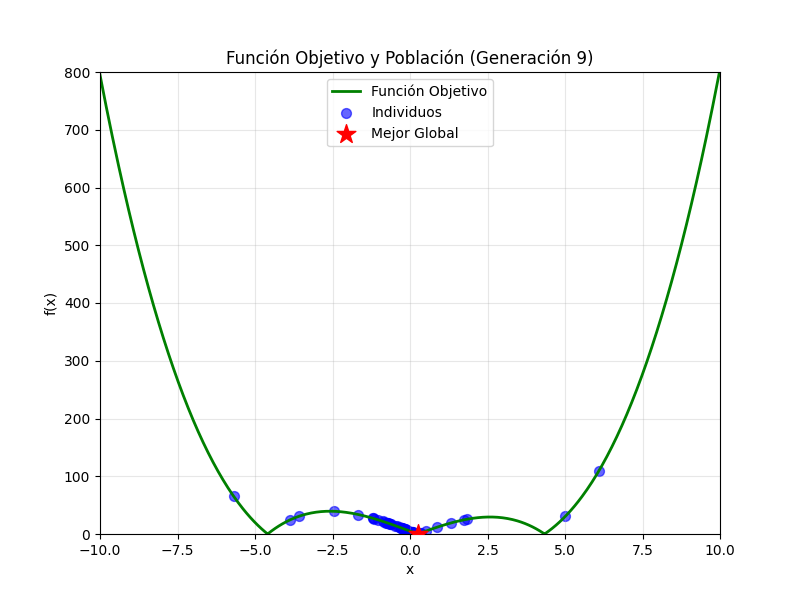 Función Objetivo y Población (Generación 9)
Función Objetivo
Individuos
Mejor Global
f(x)
800
700
600
500
400
300
200
100
0
−10.0 −7.5 −5.0 −2.5 0.0 2.5 5.0 7.5 10.0
x